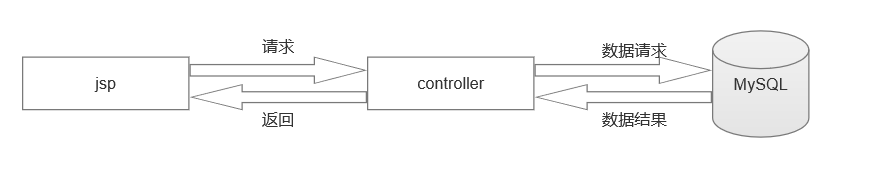 请求
数据请求
jsp
controller
MySQL
返回
数据结果